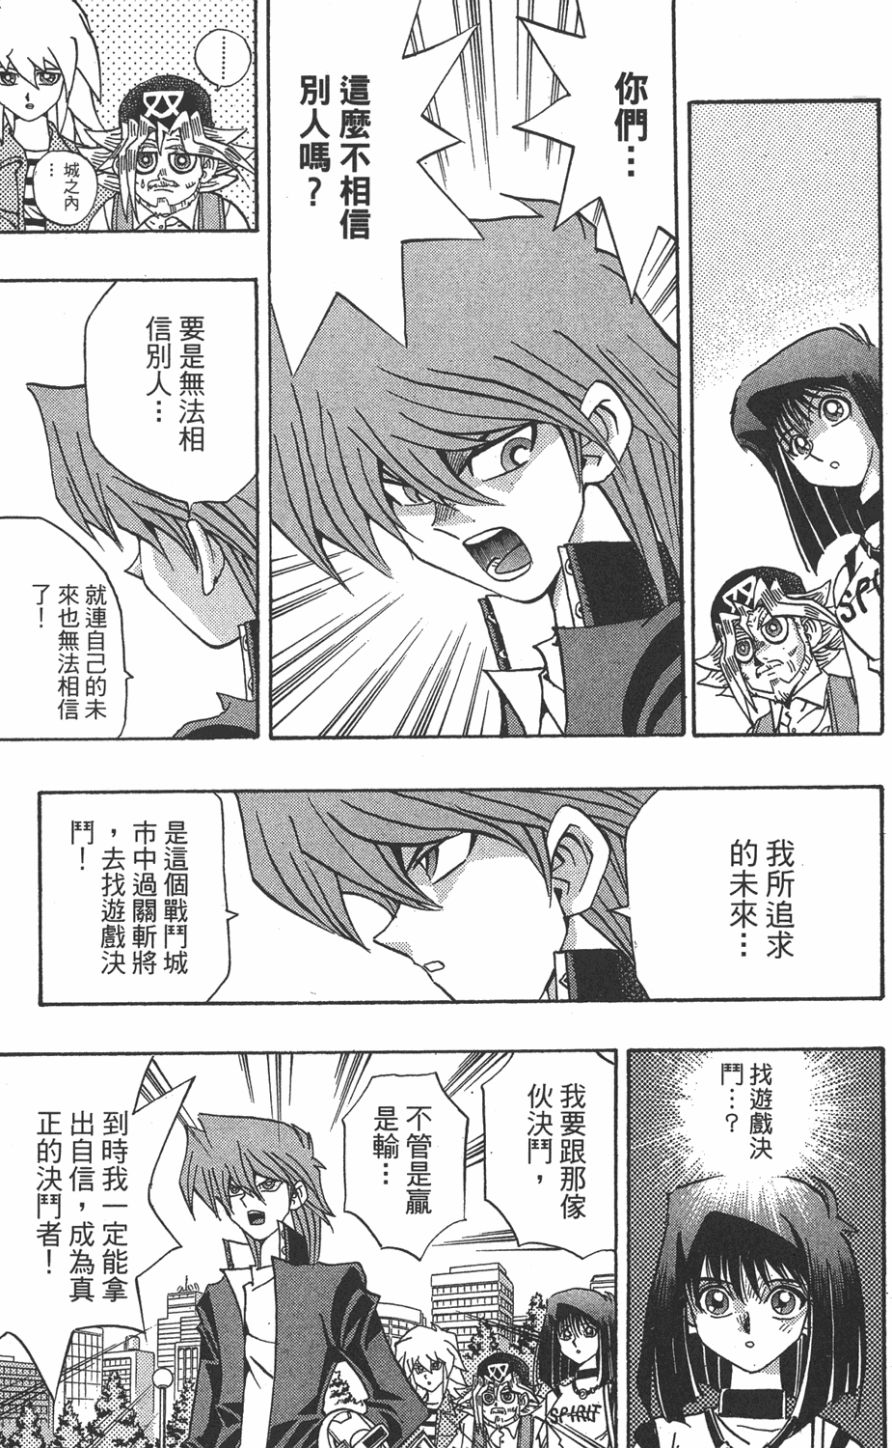 SPI
你們…
這麼不相信
別人嗎？
………
城之內
…
要是無法相
信別人…
就連自己的未
來也無法相信
了！
我所追求
的未來…
是這個戰鬥城
市中過關斬將
，去找遊戲決
鬥！
找遊戲決
鬥…？
我要跟那傢
伙決鬥，
不管是贏
是輸…
到時我一定能拿
出自信，成為真
正的決鬥者！
SPIRIT